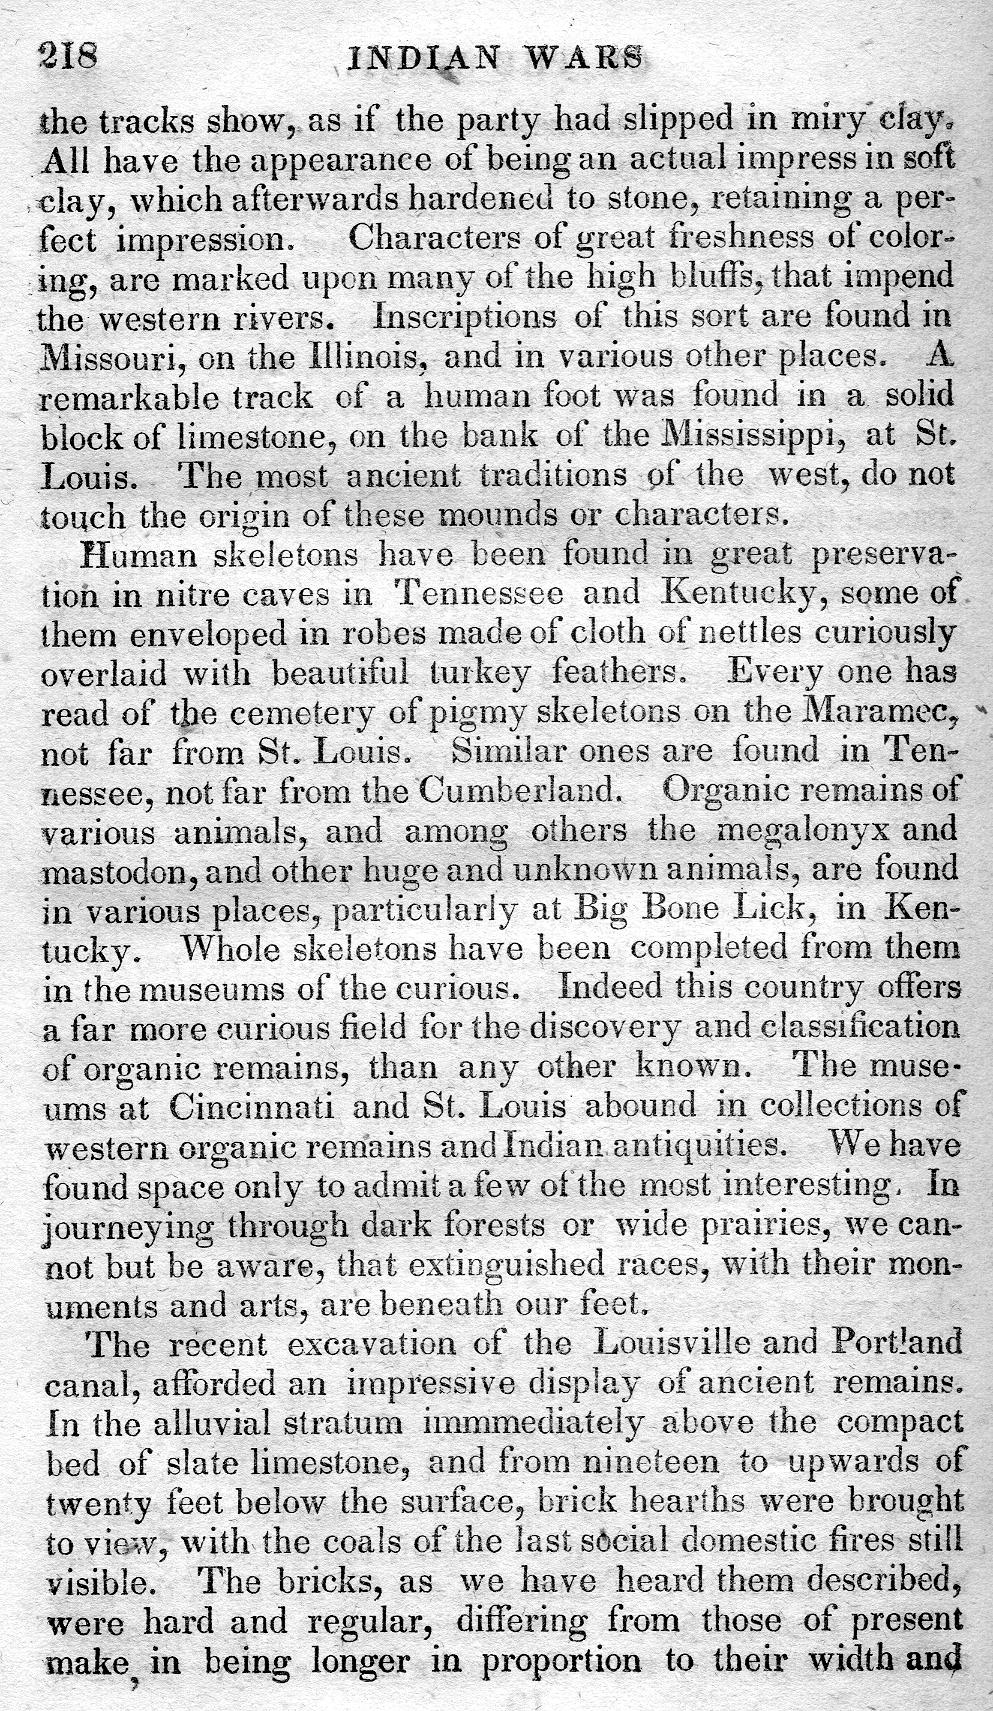 218 INDIAN WARS
the tracks show, as if the party had slipped in miry clay.
All have the appearance of being an actual impress in soft
clay, which afterwards hardened to stone, retaining a per-
fect impression. Characters of great freshness of color-
ing, are marked upon many of the high bluffs, that impend
the western rivers. Inscriptions of this sort are found in
Missouri, on the Illinois, and in various other places. A
remarkable track of a human foot was found in a solid
block of limestone, on the bank of the Mississippi, at St.
Louis. The most ancient traditions of the west, do not
touch the origin of these mounds or characters.
Human skeletons have been found in great preserva-
tion in nitre caves in Tennessee and Kentucky, some of
them enveloped in robes made of cloth of nettles curiously
overlaid with beautiful turkey feathers. Every one has
read of the cemetery of pigmy skeletons on the Maramec,
not far from St. Louis. Similar ones are found in Ten-
nessee, not far from the Cumberland. Organic remains of
various animals, and among others the megalonyx and
mastodon, and other huge and unknown animals, are found
in various places, particularly at Big Bone Lick, in Ken-
tucky. Whole skeletons have been completed from them
in the museums of the curious. Indeed this country offers
a far more curious field for the discovery and classification
of organic remains, than any other known. The muse-
ums at Cincinnati and St. Louis abound in collections of
western organic remains and Indian antiquities. We have
found space only to admit a few of the most interesting. In
journeying through dark forests or wide prairies, we can-
not but be aware, that extinguished races, with their mon-
uments and arts, are beneath our feet.
The recent excavation of the Louisville and Portland
canal, afforded an impressive display of ancient remains.
In the alluvial stratum immmediately above the compact
bed of slate limestone, and from nineteen to upwards of
twenty feet below the surface, brick hearths were brought
to view, with the coals of the last social domestic fires still
visible. The bricks, as we have heard them described,
were hard and regular, differing from those of present
make, in being longer in proportion to their width and